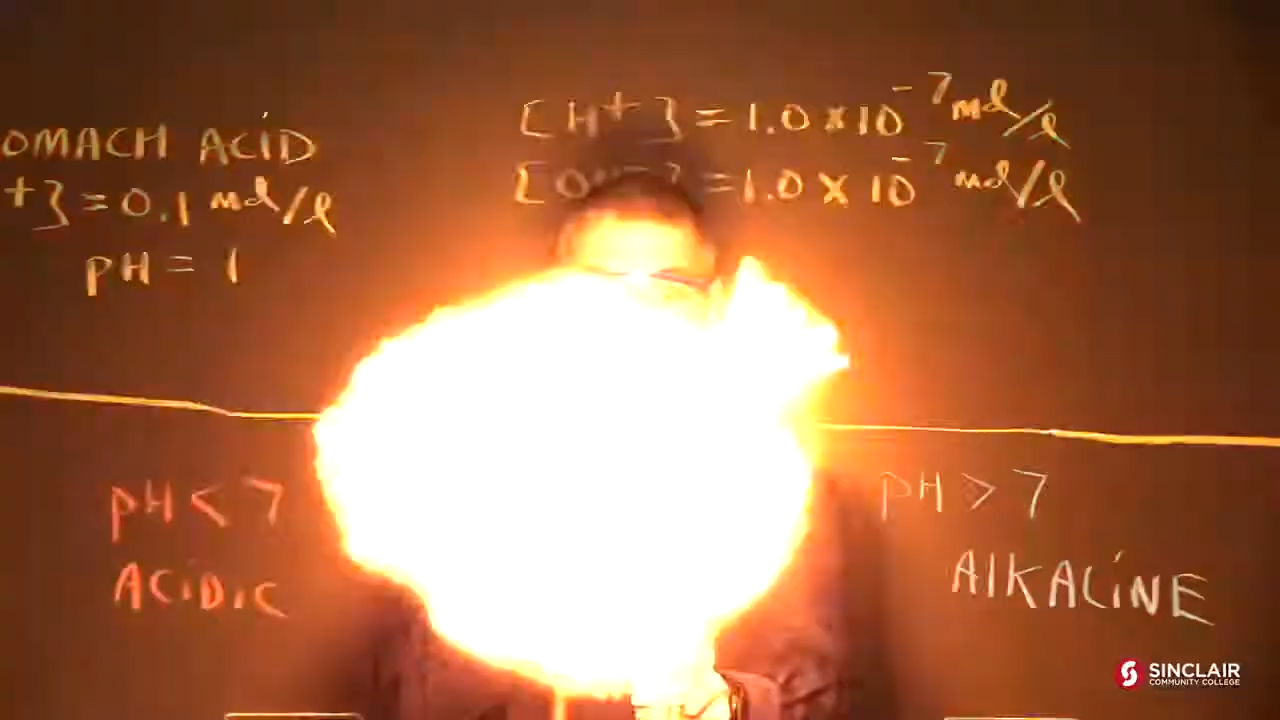 OMACH ACiD
+] = 0.1 mol/l
pH = 1
[H+] = 1.0 x 10⁻⁷ mol/l
= 1.0 x 10⁻⁷ mol/l
pH < 7
ACiDiC
pH > 7
AlKALiNE
SINCLAIR
COMMUNITY COLLEGE